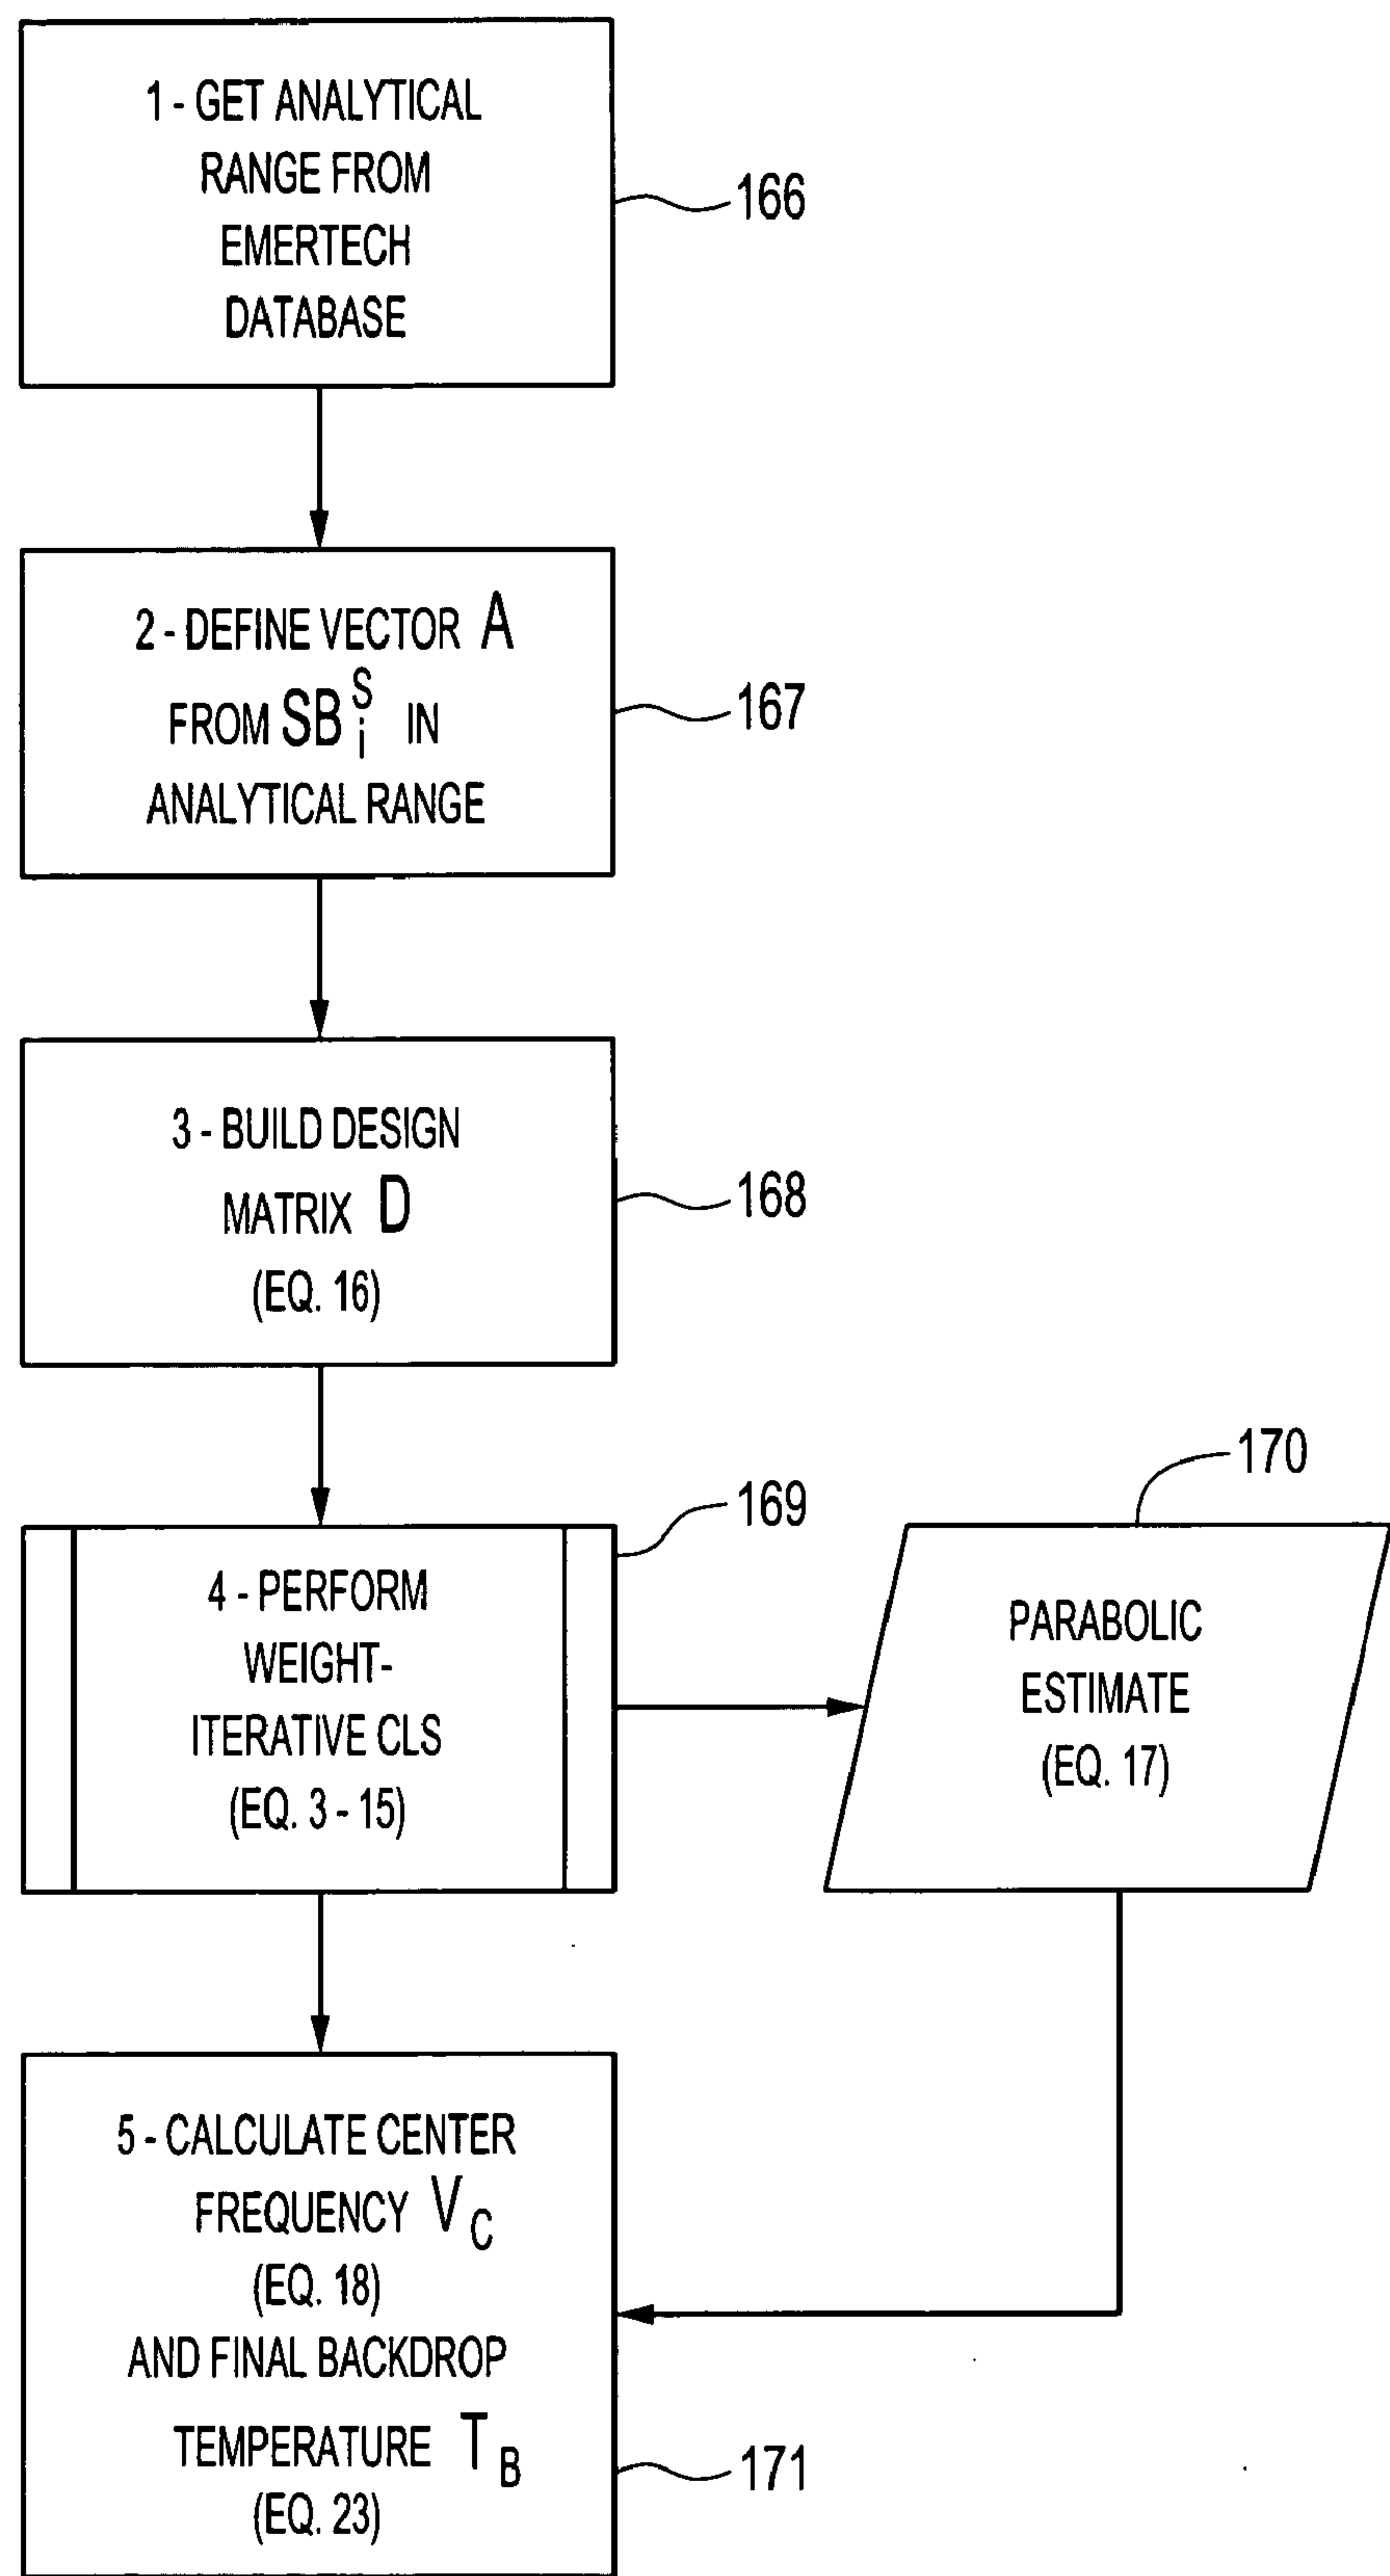 1 - GET ANALYTICAL
RANGE FROM
EMERTECH
DATABASE
166
2 - DEFINE VECTOR A
FROM SB_i^S IN
ANALYTICAL RANGE
167
3 - BUILD DESIGN
MATRIX D
(EQ. 16)
168
4 - PERFORM
WEIGHT-
ITERATIVE CLS
(EQ. 3 - 15)
169
PARABOLIC
ESTIMATE
(EQ. 17)
170
5 - CALCULATE CENTER
FREQUENCY V_C
(EQ. 18)
AND FINAL BACKDROP
TEMPERATURE T_B
(EQ. 23)
171